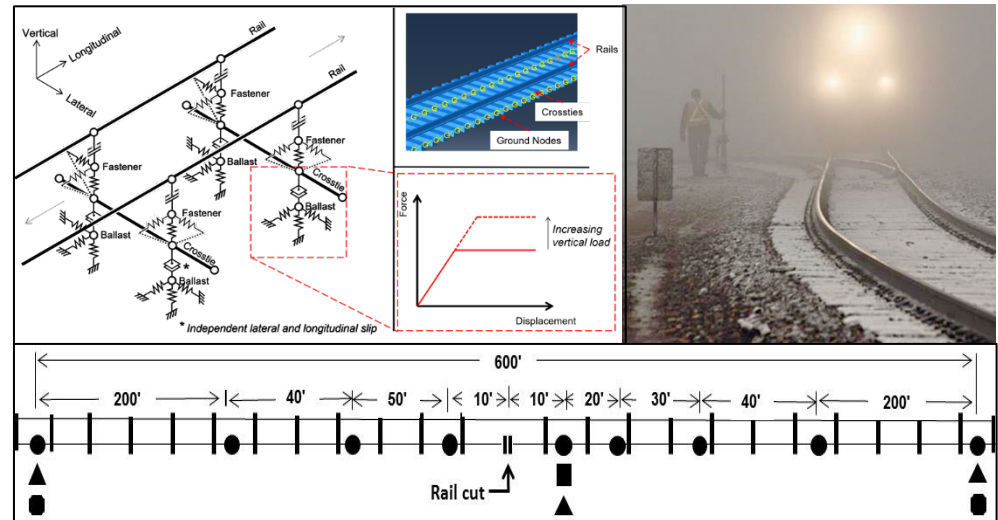 Vertical
Longitudinal
Lateral
Rail
Rail
Fastener
Fastener
Fastener
Fastener
Ballast
Ballast
Ballast
Ballast
Crosstie
Crosstie
* Independent lateral and longitudinal slip
*
Rails
Crossties
Ground Nodes
Force
Increasing
vertical load
Displacement
600'
200' 40' 50' 10' 10' 20' 30' 40' 200'
Rail cut